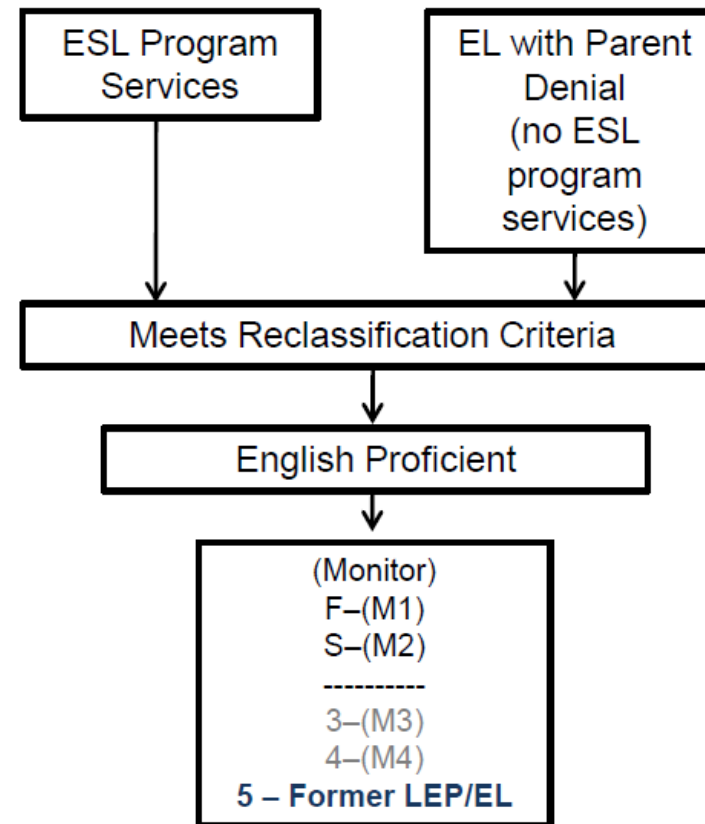 ESL Program
Services
EL with Parent
Denial
(no ESL
program
services)
Meets Reclassification Criteria
English Proficient
(Monitor)
F–(M1)
S–(M2)
----------
3–(M3)
4–(M4)
5 – Former LEP/EL